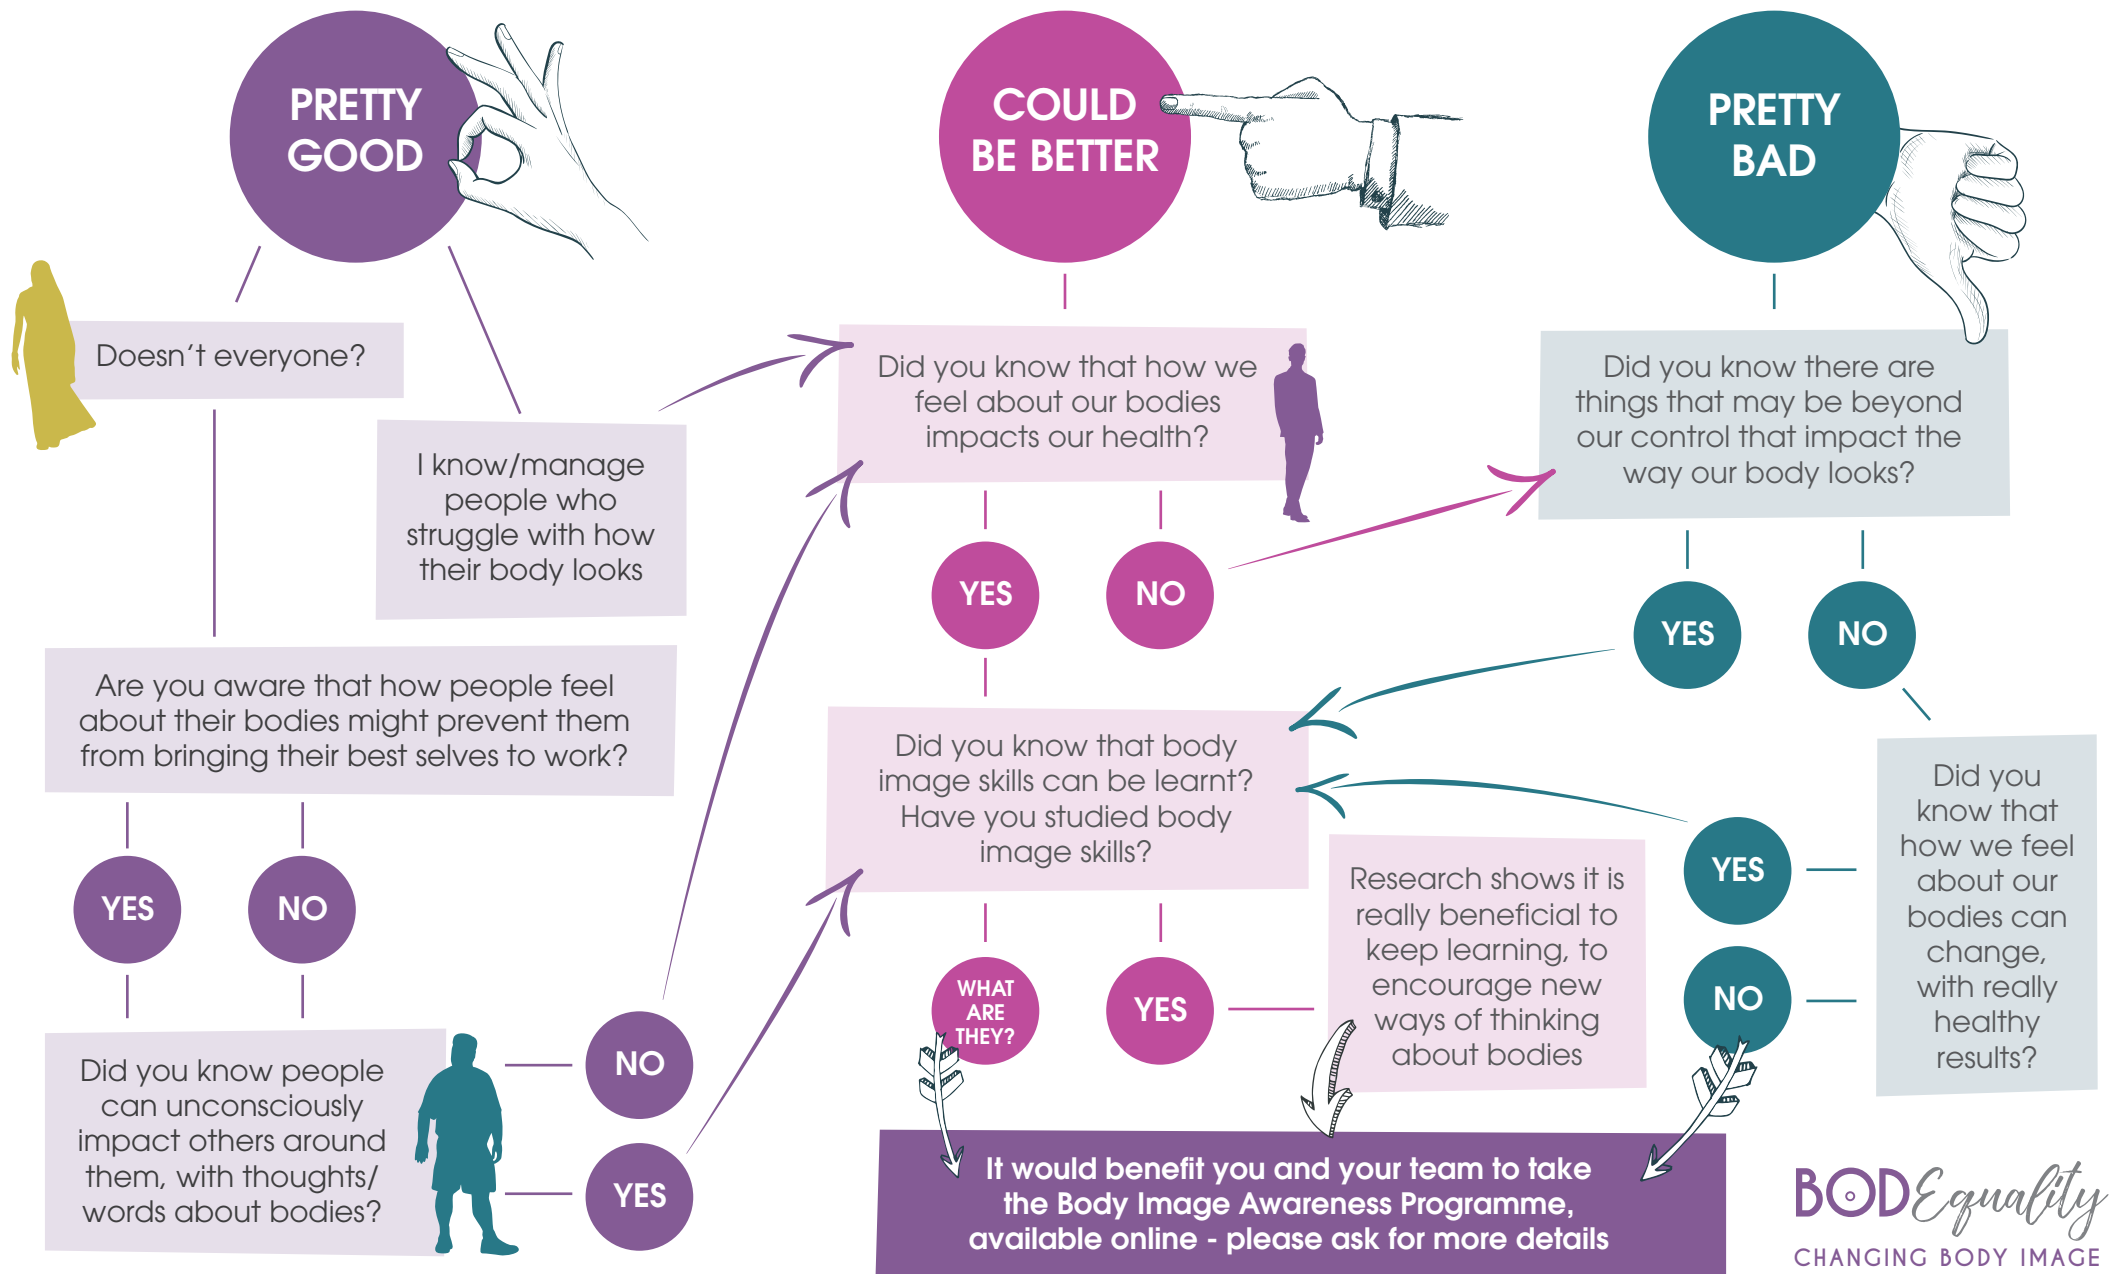 PRETTY
GOOD
Doesn't everyone?
I know/manage
people who
struggle with how
their body looks
Are you aware that how people feel
about their bodies might prevent them
from bringing their best selves to work?
YES
NO
Did you know people
can unconsciously
impact others around
them, with thoughts/
words about bodies?
NO
YES
COULD
BE BETTER
Did you know that how we
feel about our bodies
impacts our health?
YES
NO
Did you know that body
image skills can be learnt?
Have you studied body
image skills?
WHAT
ARE
THEY?
YES
Research shows it is
really beneficial to
keep learning, to
encourage new
ways of thinking
about bodies
PRETTY
BAD
Did you know there are
things that may be beyond
our control that impact the
way our body looks?
YES
NO
Did you
know that
how we feel
about our
bodies can
change,
with really
healthy
results?
YES
NO
It would benefit you and your team to take
the Body Image Awareness Programme,
available online - please ask for more details
BODEquality
CHANGING BODY IMAGE